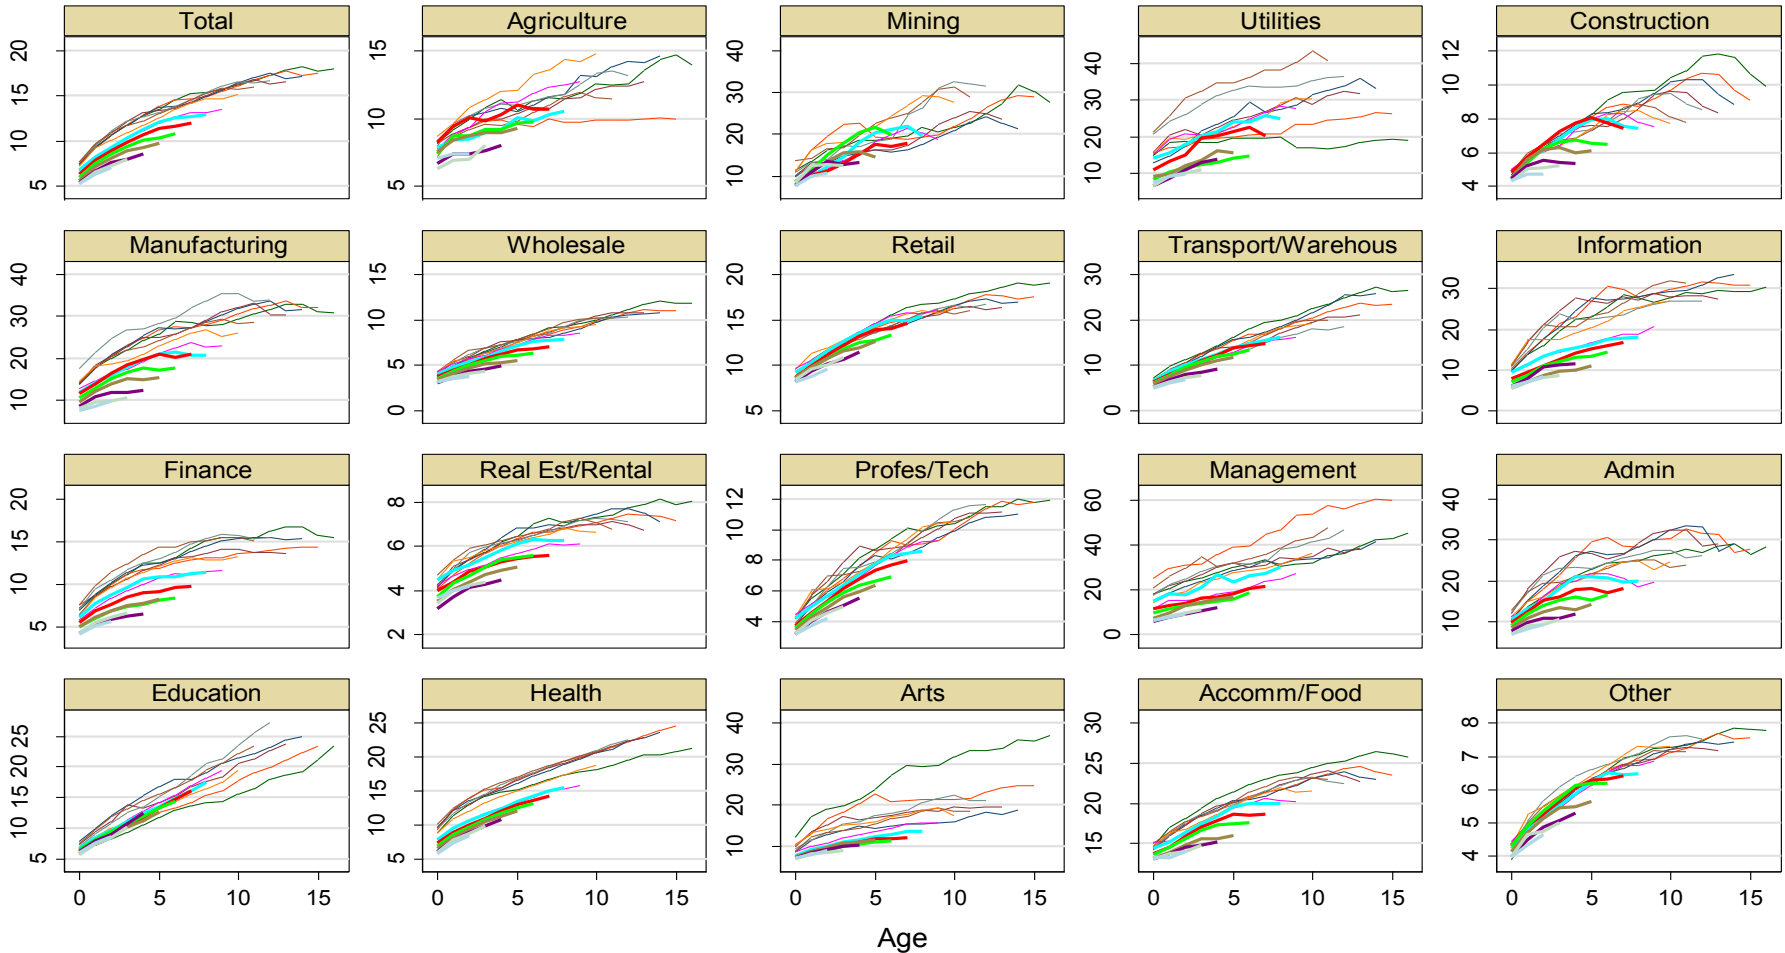 Total Agriculture Mining Utilities Construction
5 10 15 20 5 10 15 10 20 30 40 10 20 30 40 4 6 8 10 12
Manufacturing Wholesale Retail Transport/Warehous Information
10 20 30 40 0 5 10 15 5 10 15 20 0 10 20 30 0 10 20 30
Finance Real Est/Rental Profes/Tech Management Admin
5 10 15 20 2 4 6 8 4 6 8 10 12 0 20 40 60 10 20 30 40
Education Health Arts Accomm/Food Other
5 10 15 20 25 5 10 15 20 25 10 20 30 40 15 20 25 30 4 5 6 7 8
0 5 10 15 0 5 10 15 0 5 10 15 0 5 10 15 0 5 10 15
Age